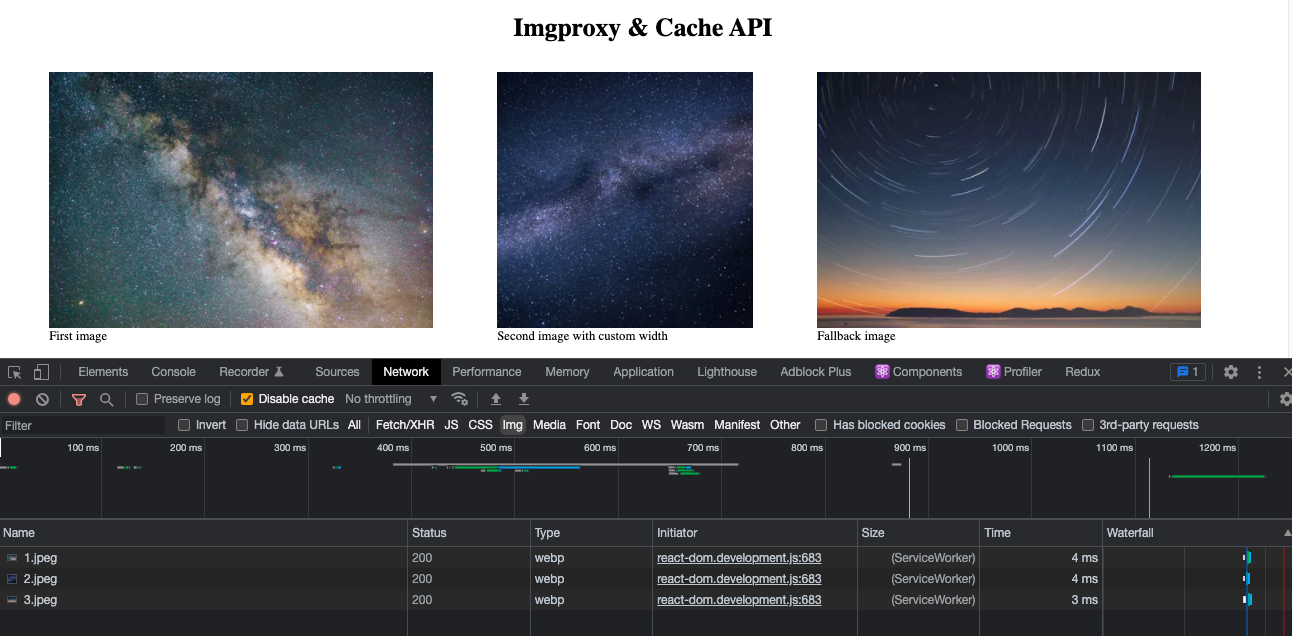 Imgproxy & Cache API
First image
Second image with custom width
Fallback image
Elements Console Recorder Sources Network Performance Memory Application Lighthouse Adblock Plus Components Profiler Redux 1
Preserve log Disable cache No throttling
Filter Invert Hide data URLs All Fetch/XHR JS CSS Img Media Font Doc WS Wasm Manifest Other Has blocked cookies Blocked Requests 3rd-party requests
100 ms 200 ms 300 ms 400 ms 500 ms 600 ms 700 ms 800 ms 900 ms 1000 ms 1100 ms 1200 ms
Name Status Type Initiator Size Time Waterfall
1.jpeg 200 webp react-dom.development.js:683 (ServiceWorker) 4 ms
2.jpeg 200 webp react-dom.development.js:683 (ServiceWorker) 4 ms
3.jpeg 200 webp react-dom.development.js:683 (ServiceWorker) 3 ms